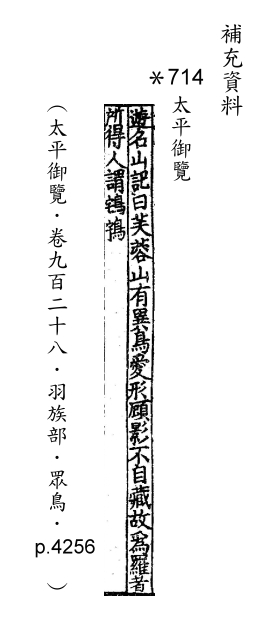 補充資料
＊714
太平御覽
遊名山記曰芙蓉山有異鳥愛形顧影不自藏故為羅者
所得人謂鴾鶜
（太平御覽．卷九百二十八．羽族部．眾鳥．p.4256）